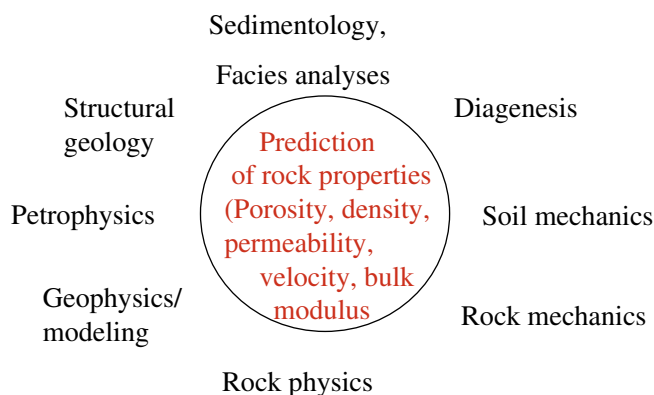 Sedimentology,
Facies analyses
Structural
geology
Diagenesis
Prediction
of rock properties
(Porosity, density,
permeability,
velocity, bulk
modulus
Petrophysics
Soil mechanics
Geophysics/
modeling
Rock mechanics
Rock physics